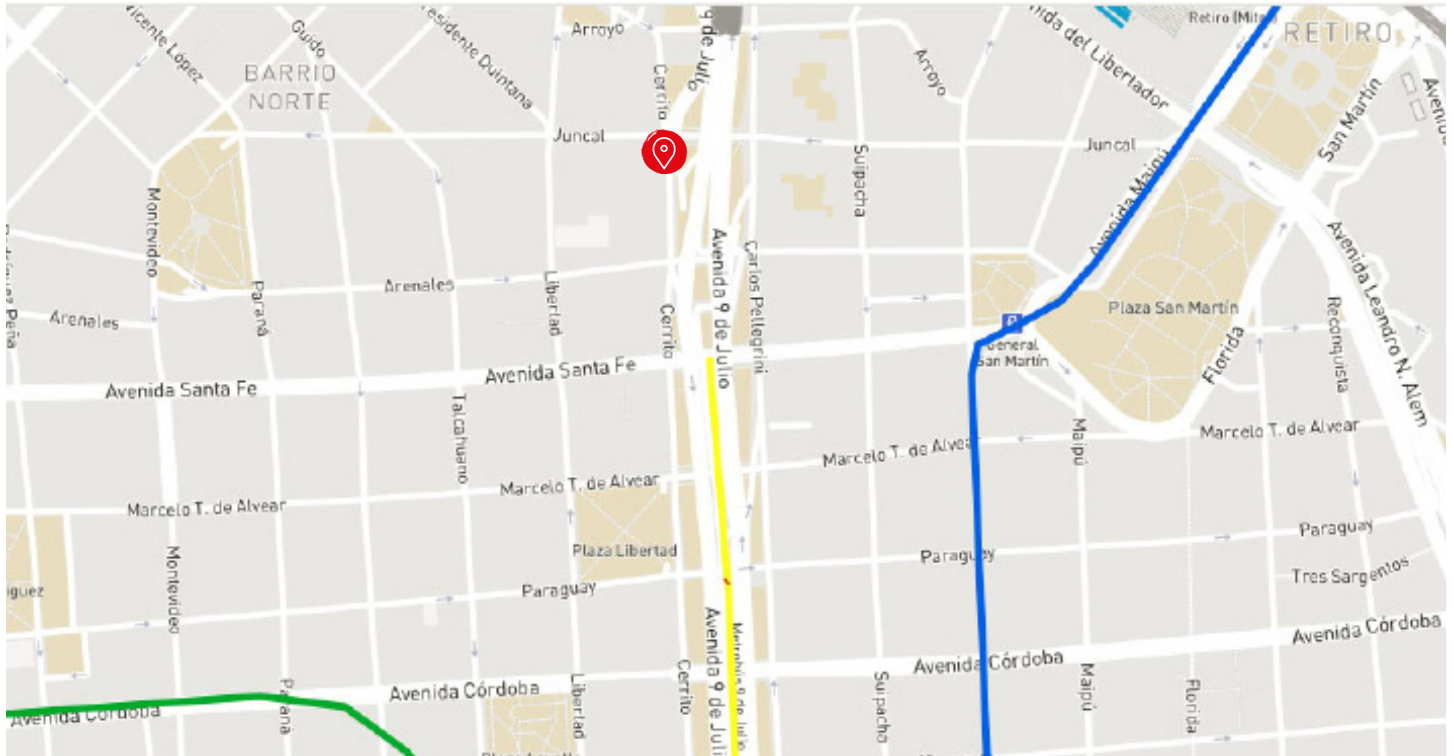 Vicente López
Guido
Presidente Quintana
Arroyo
9 de Julio
Avenida del Libertador
Retiro (Mitre)
RETIRO
BARRIO
NORTE
Cerrito
Arroyo
San Martín
Juncal
Juncal
Suipacha
Avenida Maipú
Montevideo
Paraná
Libertad
Avenida 9 de Julio
Carlos Pellegrini
Avenida Leandro N. Alem
Arenales
Arenales
Cerrito
Plaza San Martín
Reconquista
General
San Martín
Florida
Avenida Santa Fe
Avenida Santa Fe
Talcahuano
Maipú
Marcelo T. de Alvear
Marcelo T. de Alvear
Marcelo T. de Alvear
Marcelo T. de Alvear
Plaza Libertad
Paraguay
Paraguay
Paraguay
Tres Sargentos
Montevideo
Avenida 9 de Julio
Metrobús 9 de Julio
Avenida Córdoba
Avenida Córdoba
Avenida Córdoba
Avenida Córdoba
Paraná
Libertad
Cerrito
Suipacha
Maipú
Florida